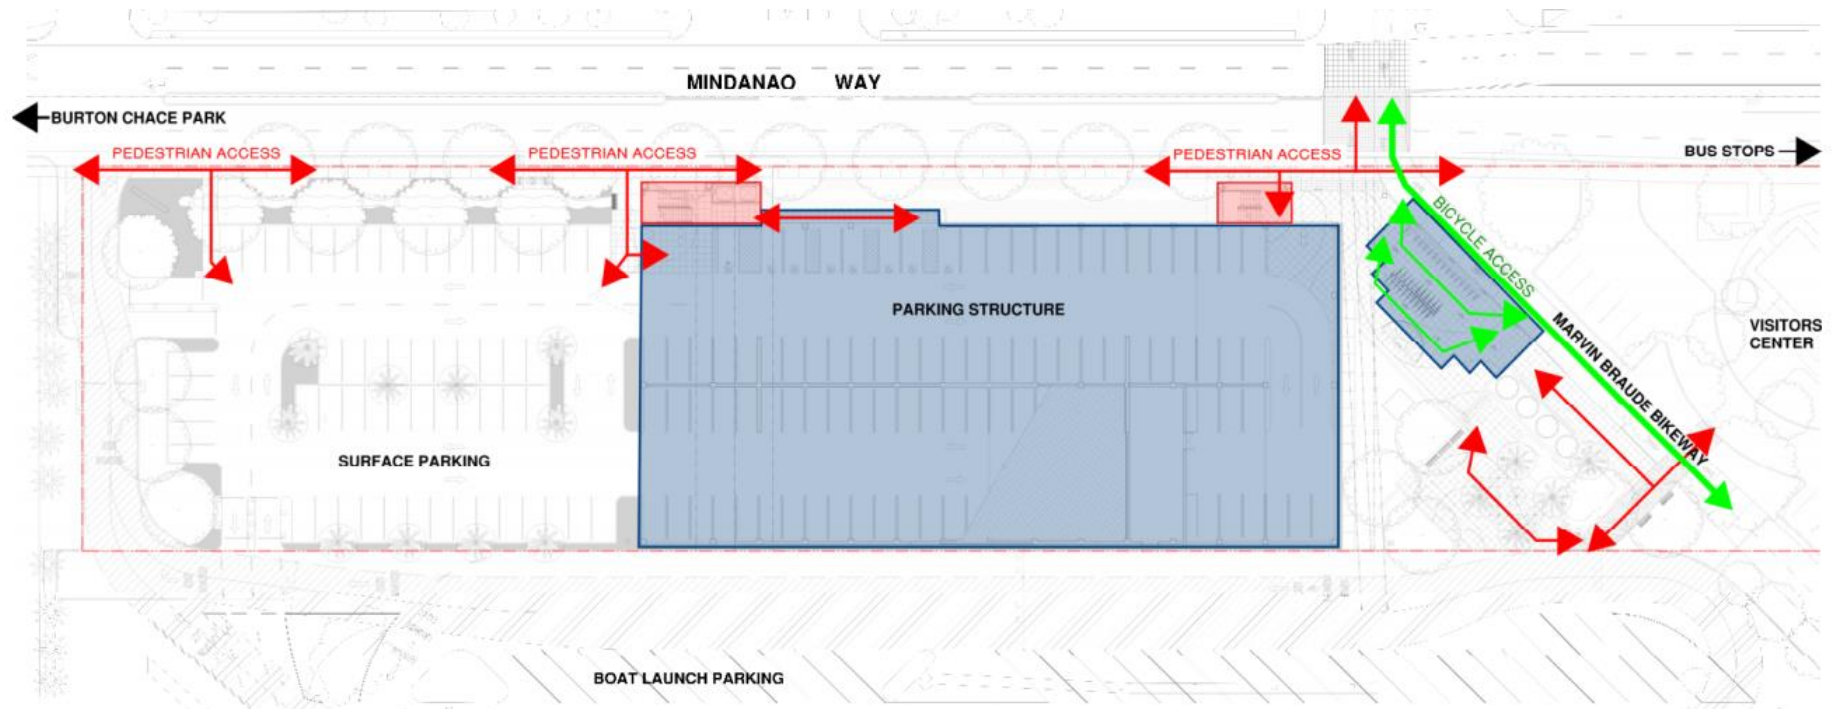 MINDANAO WAY
BURTON CHACE PARK
PEDESTRIAN ACCESS
PEDESTRIAN ACCESS
PEDESTRIAN ACCESS
BUS STOPS
BICYCLE ACCESS
PARKING STRUCTURE
MARVIN BRAUDE BIKEWAY
VISITORS
CENTER
SURFACE PARKING
BOAT LAUNCH PARKING